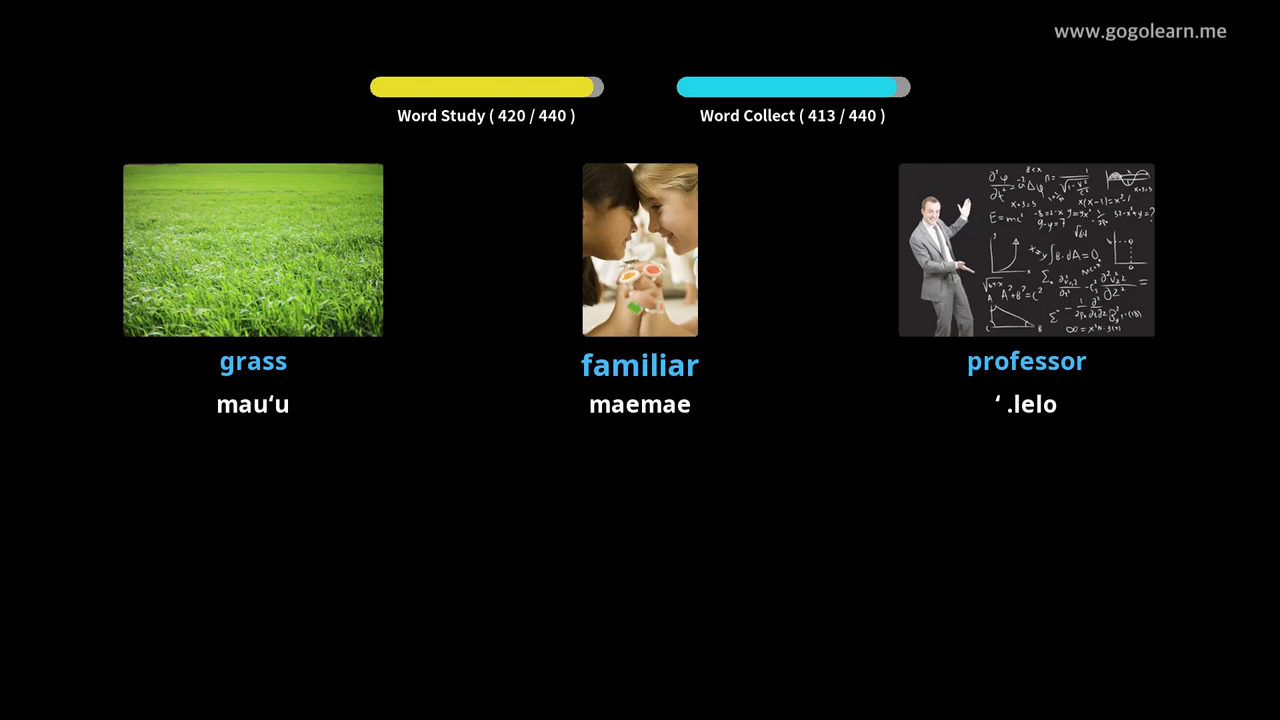 www.gogolearn.me
Word Study ( 420 / 440 )
Word Collect ( 413 / 440 )
grass
familiar
professor
mauʻu
maemae
ʻ .lelo